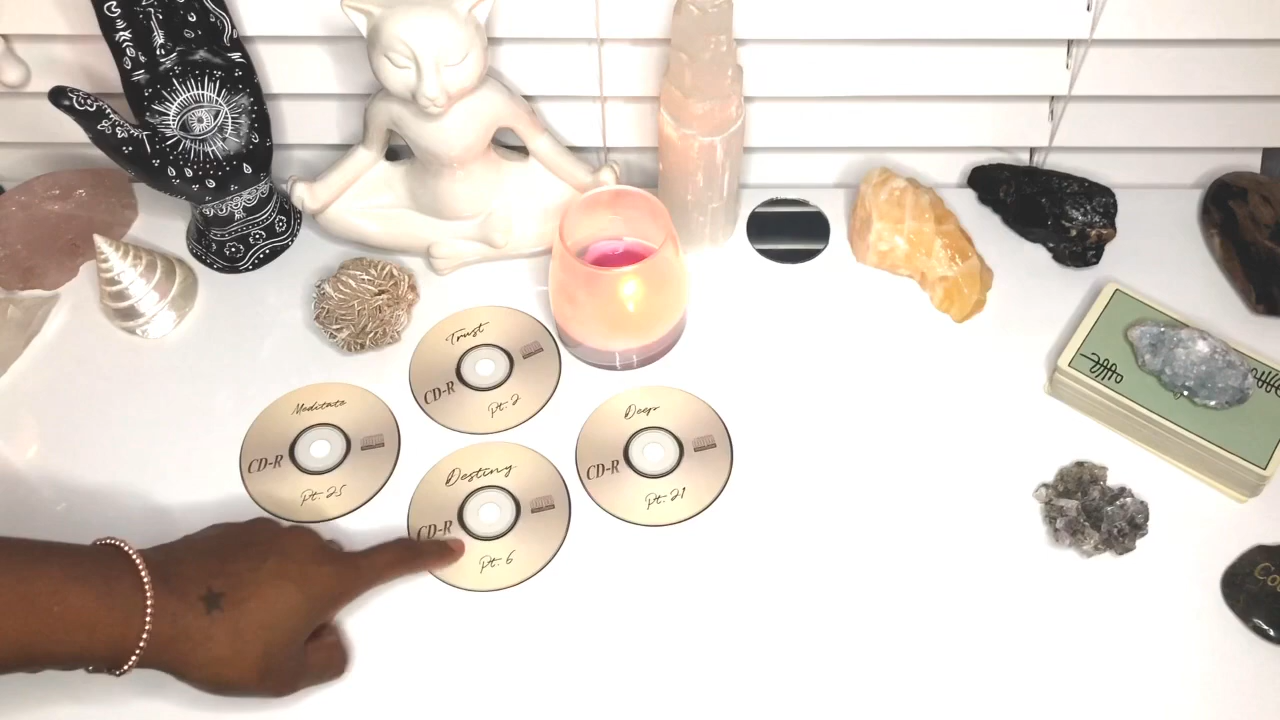 Trust
CD-R
Pt. 2
Meditate
CD-R
Pt. 25
Deep
CD-R
Pt. 21
Destiny
CD-R
Pt. 6